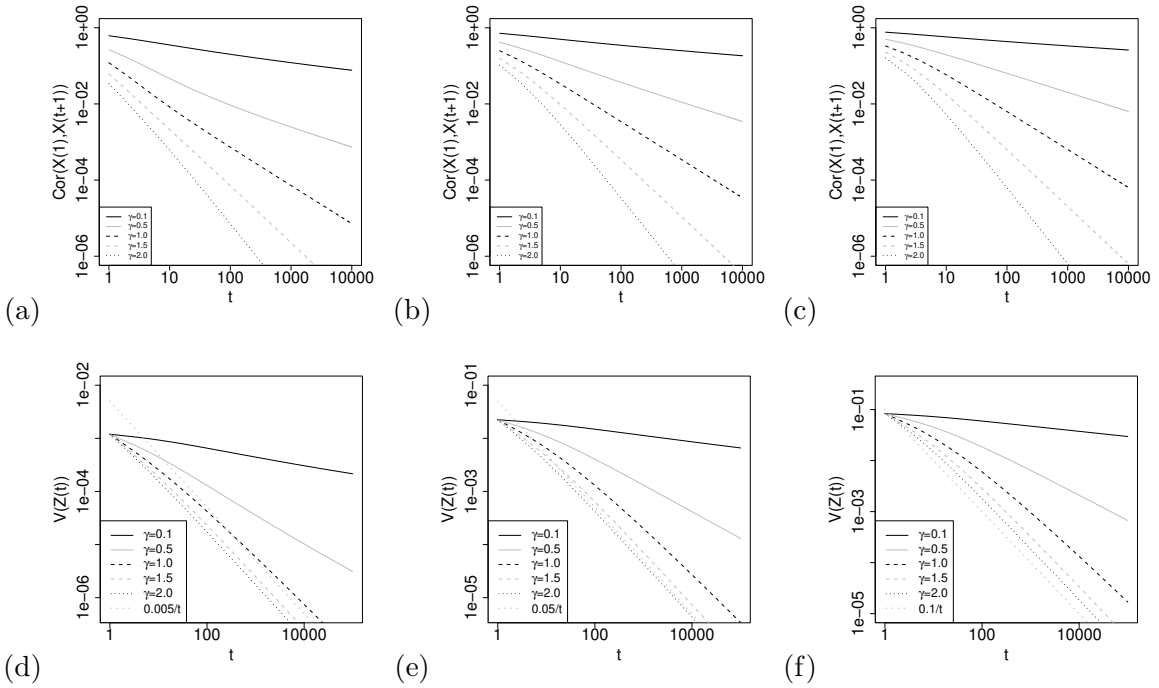 Cor(X(1),X(t+1))
1e+00
1e−02
1e−04
1e−06
γ=0.1
γ=0.5
γ=1.0
γ=1.5
γ=2.0
1 10 100 1000 10000
t
(a)
Cor(X(1),X(t+1))
1e+00
1e−02
1e−04
1e−06
γ=0.1
γ=0.5
γ=1.0
γ=1.5
γ=2.0
1 10 100 1000 10000
t
(b)
Cor(X(1),X(t+1))
1e+00
1e−02
1e−04
1e−06
γ=0.1
γ=0.5
γ=1.0
γ=1.5
γ=2.0
1 10 100 1000 10000
t
(c)
V(Z(t))
1e−02
1e−04
1e−06
γ=0.1
γ=0.5
γ=1.0
γ=1.5
γ=2.0
0.005/t
1 100 10000
t
(d)
V(Z(t))
1e−01
1e−03
1e−05
γ=0.1
γ=0.5
γ=1.0
γ=1.5
γ=2.0
0.05/t
1 100 10000
t
(e)
V(Z(t))
1e−01
1e−03
1e−05
γ=0.1
γ=0.5
γ=1.0
γ=1.5
γ=2.0
0.1/t
1 100 10000
t
(f)